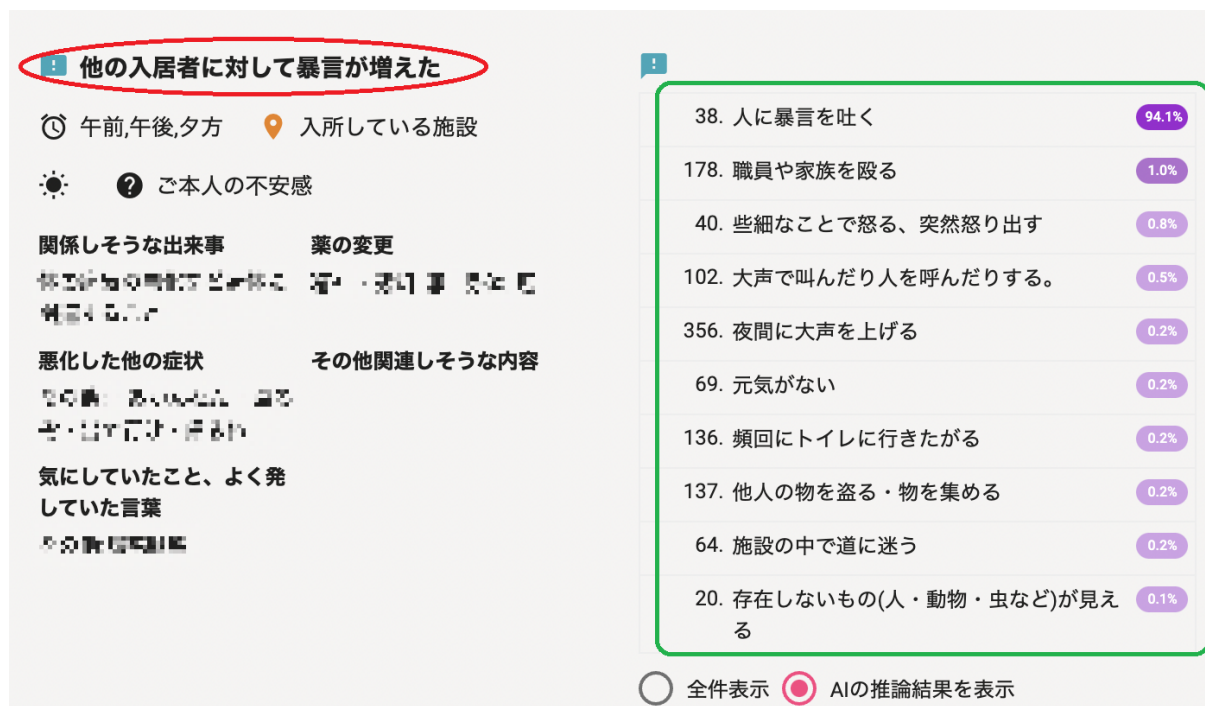 他の入居者に対して暴言が増えた
午前,午後,夕方
入所している施設
ご本人の不安感
関係しそうな出来事
薬の変更
悪化した他の症状
その他関連しそうな内容
気にしていたこと、よく発
していた言葉
38. 人に暴言を吐く 94.1%
178. 職員や家族を殴る 1.0%
40. 些細なことで怒る、突然怒り出す 0.8%
102. 大声で叫んだり人を呼んだりする。 0.5%
356. 夜間に大声を上げる 0.2%
69. 元気がない 0.2%
136. 頻回にトイレに行きたがる 0.2%
137. 他人の物を盗る・物を集める 0.2%
64. 施設の中で道に迷う 0.2%
20. 存在しないもの(人・動物・虫など)が見え 0.1%
る
全件表示
AIの推論結果を表示